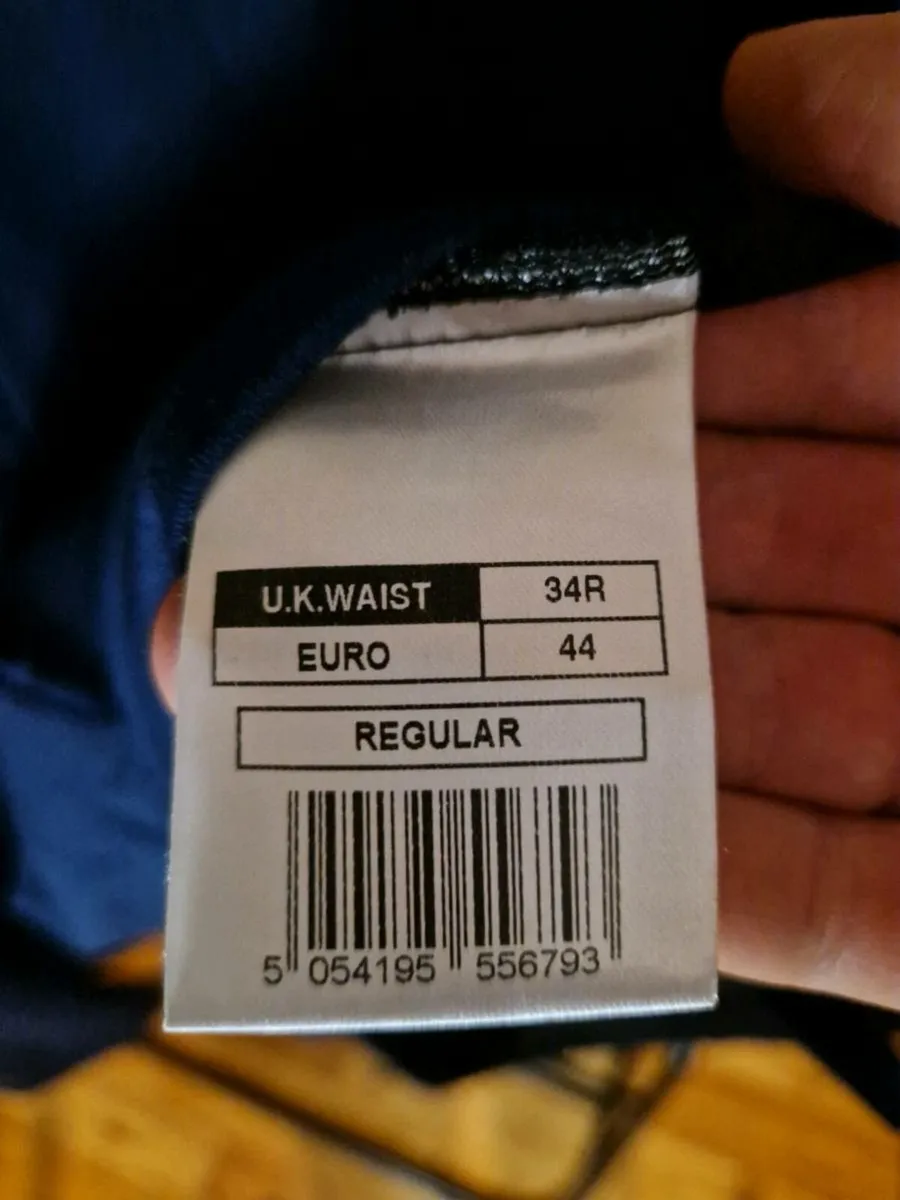 U.K.WAIST 34R
EURO 44
REGULAR
5 054195 556793